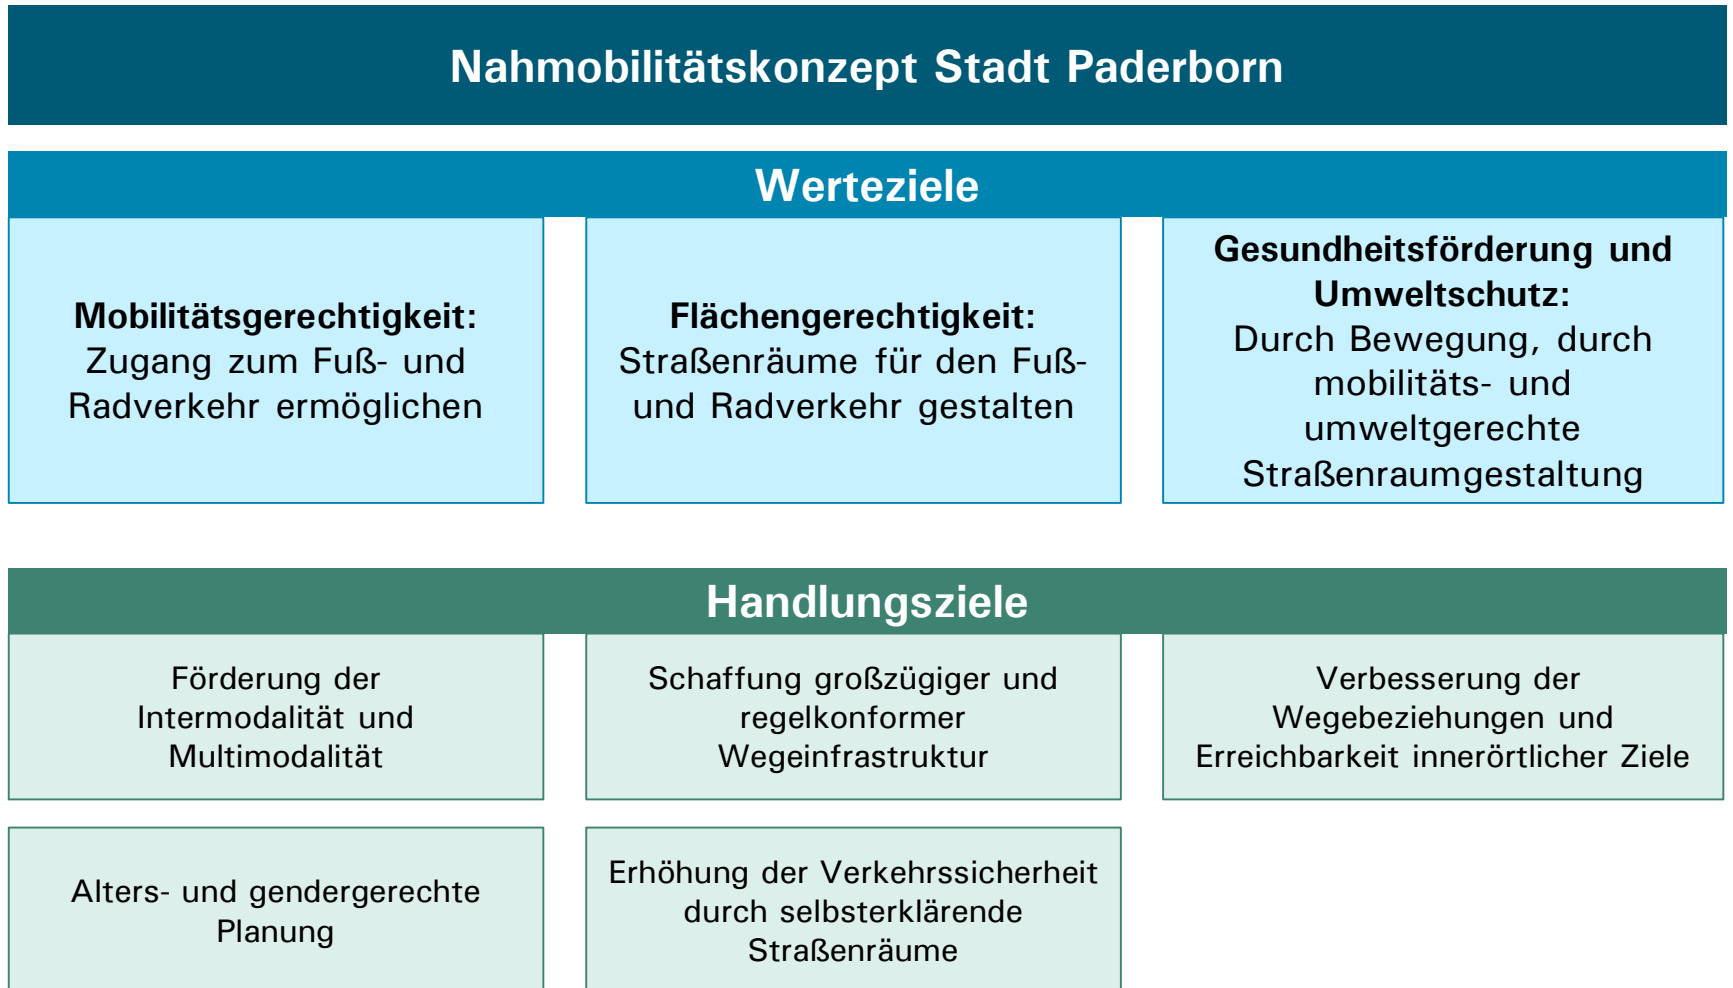 Nahmobilitätskonzept Stadt Paderborn
Werteziele
Mobilitätsgerechtigkeit:
Zugang zum Fuß- und
Radverkehr ermöglichen
Flächengerechtigkeit:
Straßenräume für den Fuß-
und Radverkehr gestalten
Gesundheitsförderung und
Umweltschutz:
Durch Bewegung, durch
mobilitäts- und
umweltgerechte
Straßenraumgestaltung
Handlungsziele
Förderung der
Intermodalität und
Multimodalität
Schaffung großzügiger und
regelkonformer
Wegeinfrastruktur
Verbesserung der
Wegebeziehungen und
Erreichbarkeit innerörtlicher Ziele
Alters- und gendergerechte
Planung
Erhöhung der Verkehrssicherheit
durch selbsterklärende
Straßenräume